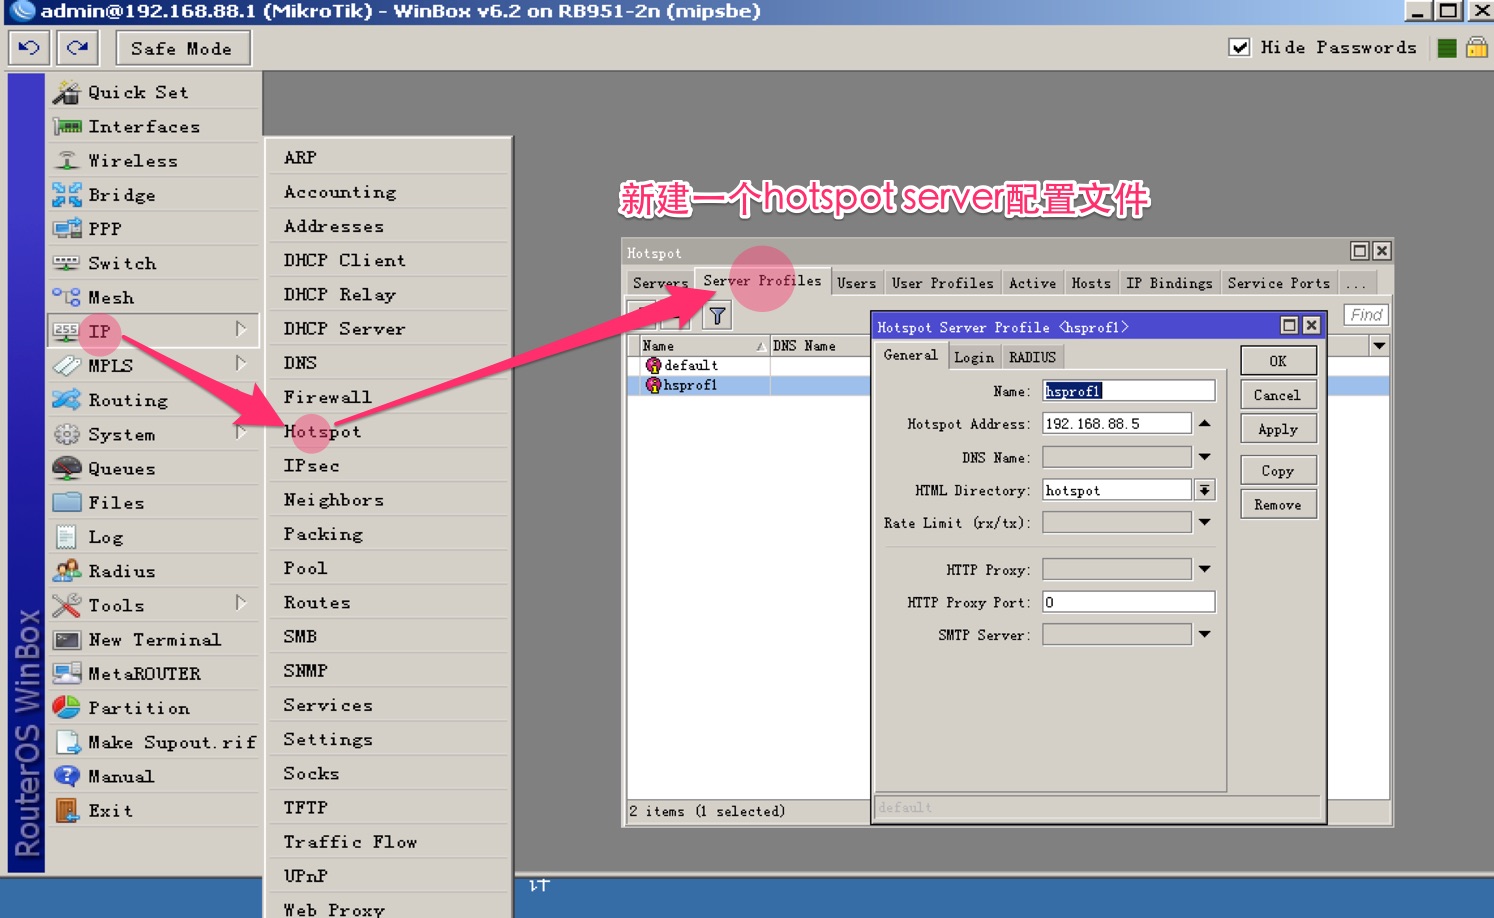 admin@192.168.88.1 (MikroTik) - WinBox v6.2 on RB951-2n (mipsbe)
Safe Mode
Hide Passwords
RouterOS WinBox
Quick Set
Interfaces
Wireless
Bridge
PPP
Switch
Mesh
255
IP
MPLS
Routing
System
Queues
Files
Log
Radius
Tools
New Terminal
MetaROUTER
Partition
Make Supout.rif
Manual
Exit
ARP
Accounting
Addresses
DHCP Client
DHCP Relay
DHCP Server
DNS
Firewall
Hotspot
IPsec
Neighbors
Packing
Pool
Routes
SMB
SNMP
Services
Settings
Socks
TFTP
Traffic Flow
UPnP
Web Proxy
新建一个hotspot server配置文件
Hotspot
Servers Server Profiles Users User Profiles Active Hosts IP Bindings Service Ports ...
Find
Name DNS Name
default
hsprof1
2 items (1 selected)
Hotspot Server Profile <hsprof1>
General Login RADIUS
Name: hsprof1
Hotspot Address: 192.168.88.5
DNS Name:
HTML Directory: hotspot
Rate Limit (rx/tx):
HTTP Proxy:
HTTP Proxy Port: 0
SMTP Server:
OK
Cancel
Apply
Copy
Remove
default